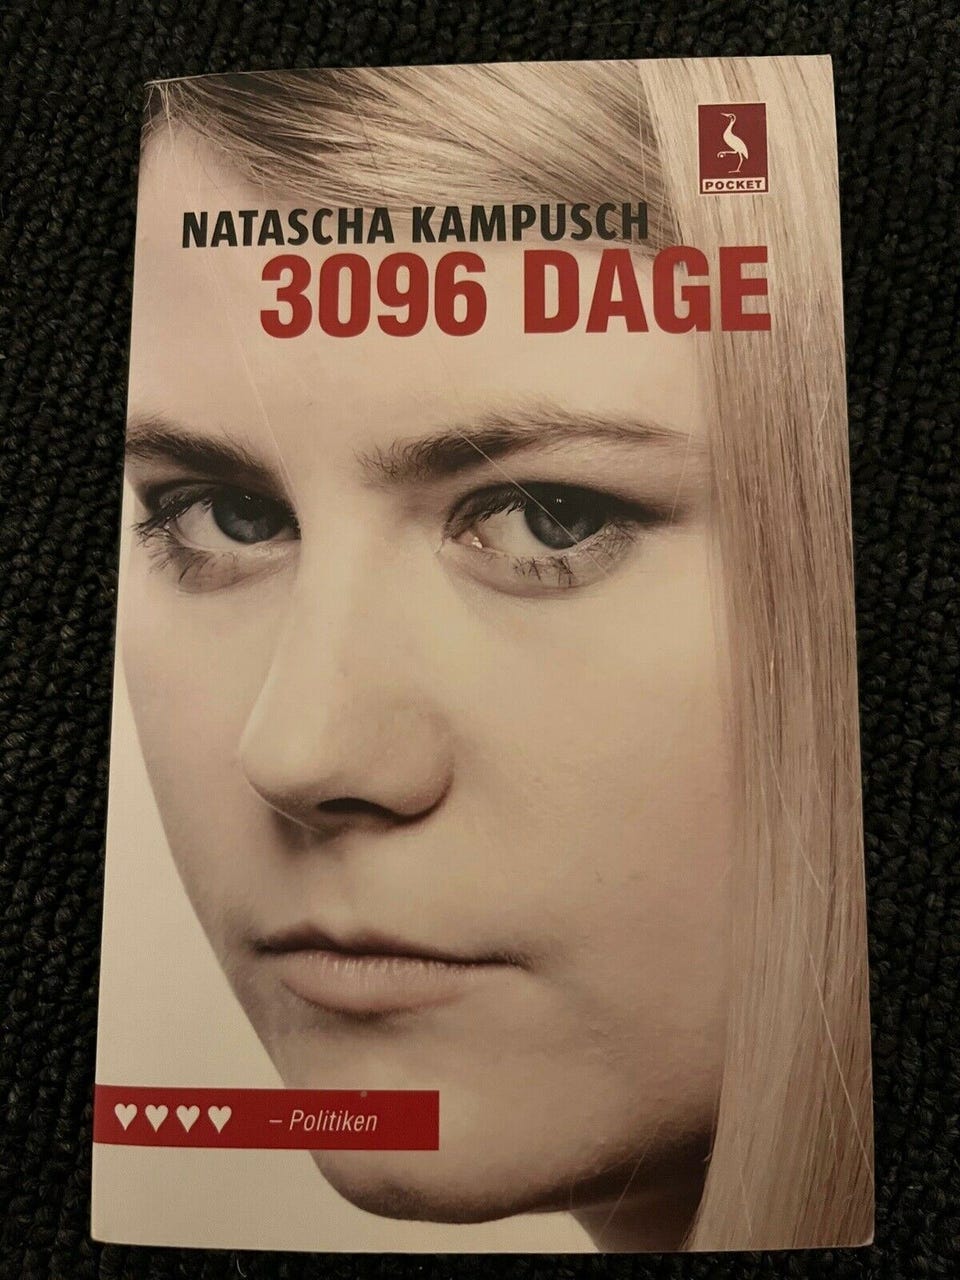 POCKET
NATASCHA KAMPUSCH
3096 DAGE
♥♥♥♥ – Politiken